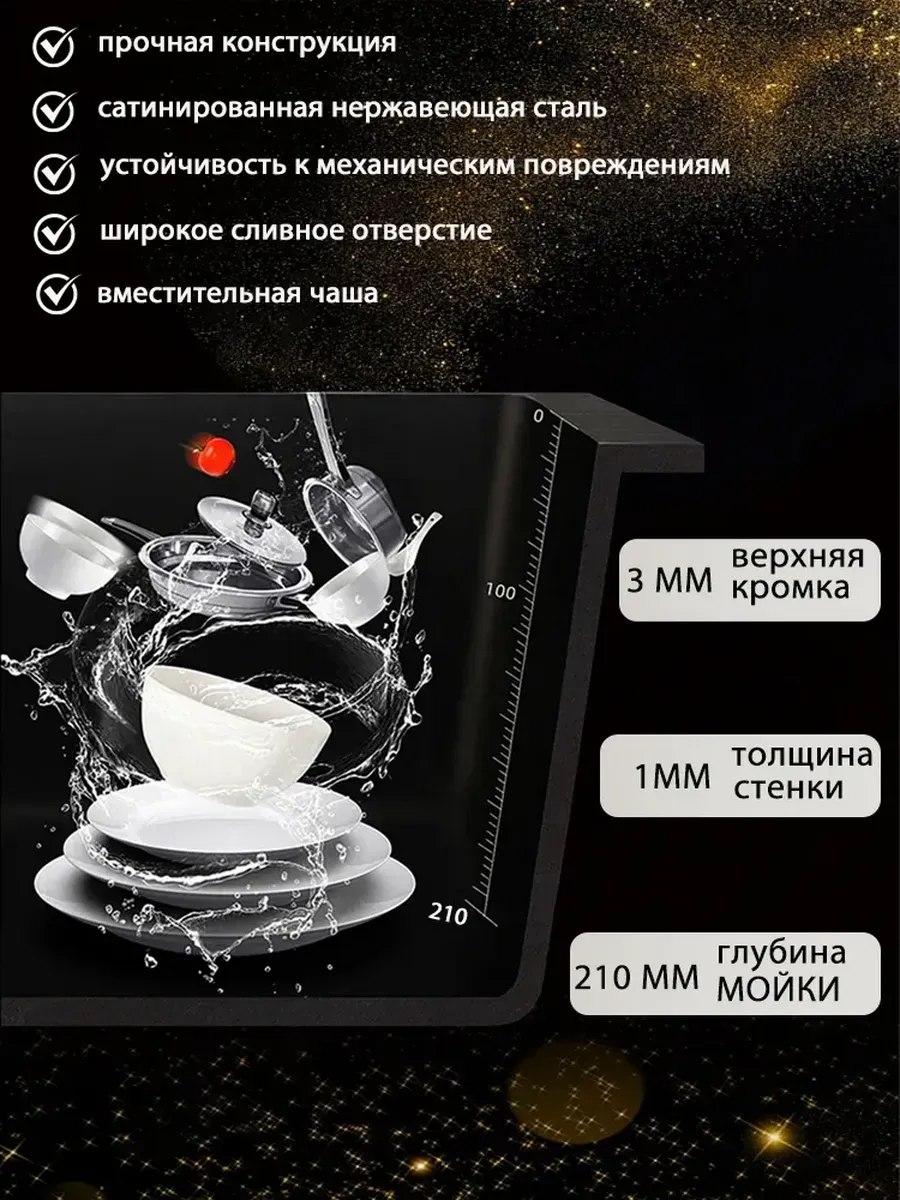 прочная конструкция
сатинированная нержавеющая сталь
устойчивость к механическим повреждениям
широкое сливное отверстие
вместительная чаша
0
100
210
3 ММ верхняя
кромка
1ММ толщина
стенки
210 ММ глубина
МОЙКИ